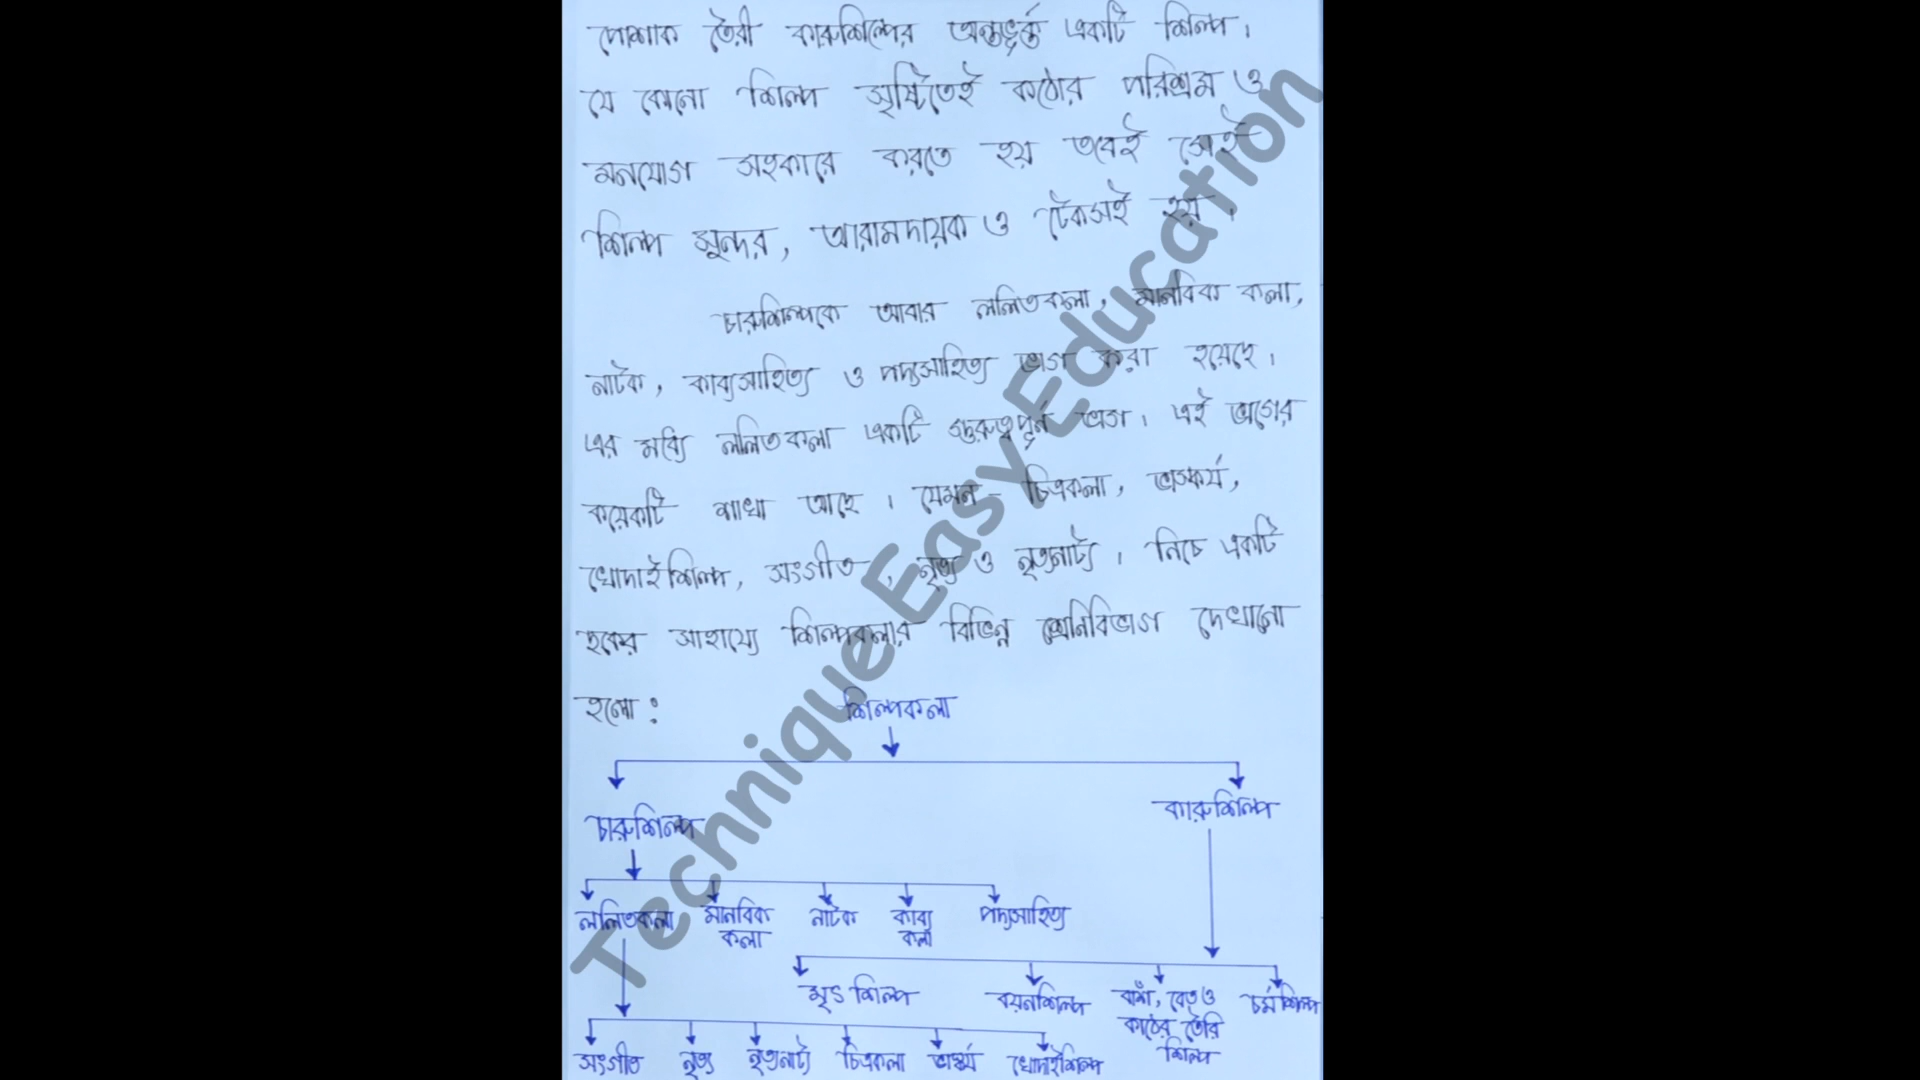 পোশাক তৈরী কারুশিল্পের অন্তর্ভুক্ত একটি শিল্প।
যে কোনো শিল্প সৃষ্টিতেই কঠোর পরিশ্রম ও
মনযোগ সহকারে করতে হয় তবেই সেই
শিল্প সুন্দর, আরামদায়ক ও টেকসই হয়।
চারুশিল্পকে আবার ললিতকলা, মানবিক কলা,
নাটক, কাব্যসাহিত্য ও পদ্যসাহিত্য ভাগ করা হয়েছে।
এর মধ্যে ললিতকলা একটি গুরুত্বপূর্ন ভাগ। এই ভাগের
কয়েকটি শাখা আছে। যেমন- চিত্রকলা, ভাস্কর্য,
খোদাইশিল্প, সংগীত, নৃত্য ও নৃত্যনাট্য। নিচে একটি
ছকের সাহায্যে শিল্পকলার বিভিন্ন শ্রেনিবিভাগ দেখানো
হলো:
শিল্পকলা
চারুশিল্প কারুশিল্প
ললিতকলা মানবিক কলা নাটক কাব্য কলা পদ্যসাহিত্য
মৃৎ শিল্প বয়নশিল্প বাঁশ, বেত ও কাঠের তৈরি শিল্প চর্মশিল্প
সংগীত নৃত্য নৃত্যনাট্য চিত্রকলা ভাস্কর্য খোদাইশিল্প
Technique Easy Education